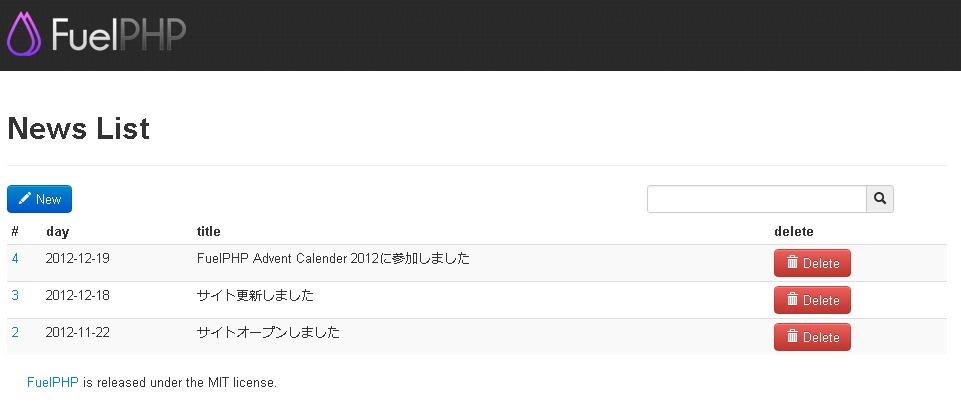 FuelPHP
News List
New
# day title delete
4 2012-12-19 FuelPHP Advent Calender 2012に参加しました Delete
3 2012-12-18 サイト更新しました Delete
2 2012-11-22 サイトオープンしました Delete
FuelPHP is released under the MIT license.